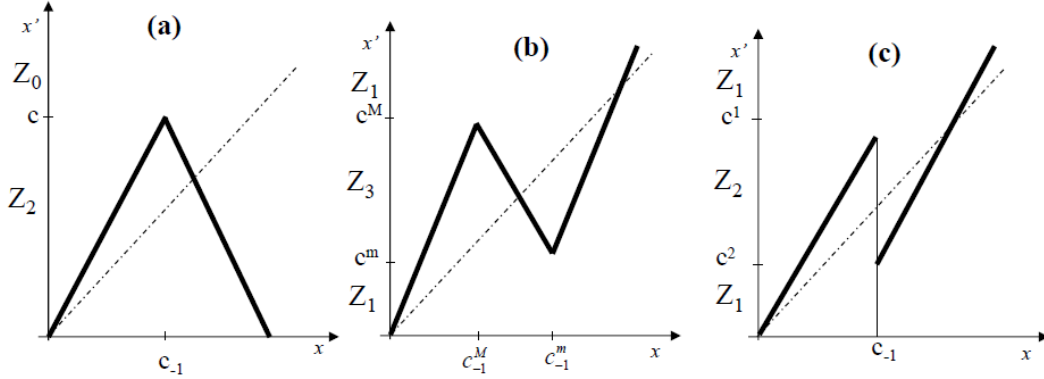 (a)
x'
Z₀
c
Z₂
c₋₁
x
(b)
x'
Z₁
cᴹ
Z₃
cᵐ
Z₁
cᴹ₋₁
cᵐ₋₁
x
(c)
x'
Z₁
c¹
Z₂
c²
Z₁
c₋₁
x